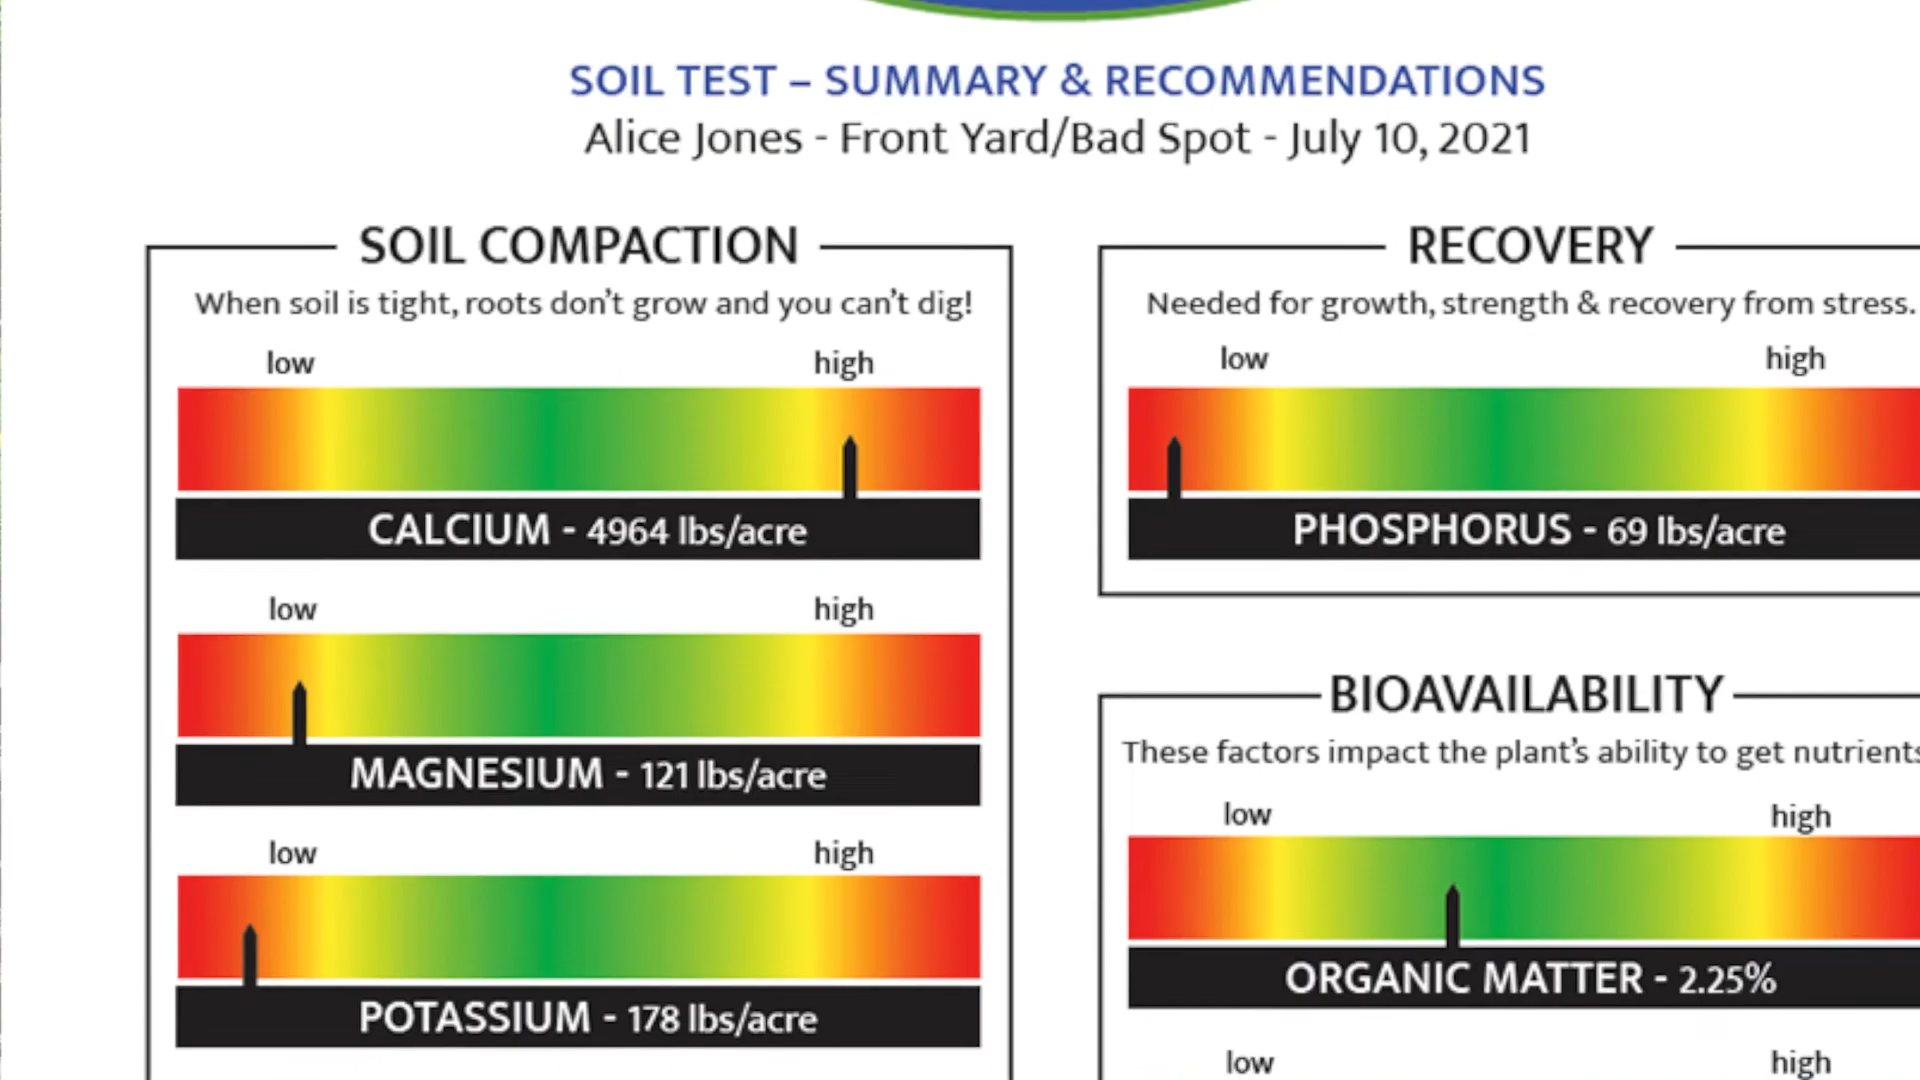 SOIL TEST – SUMMARY & RECOMMENDATIONS
Alice Jones - Front Yard/Bad Spot - July 10, 2021
SOIL COMPACTION
When soil is tight, roots don’t grow and you can’t dig!
low high
CALCIUM - 4964 lbs/acre
low high
MAGNESIUM - 121 lbs/acre
low high
POTASSIUM - 178 lbs/acre
RECOVERY
Needed for growth, strength & recovery from stress.
low high
PHOSPHORUS - 69 lbs/acre
BIOAVAILABILITY
These factors impact the plant’s ability to get nutrients
low high
ORGANIC MATTER - 2.25%
low high